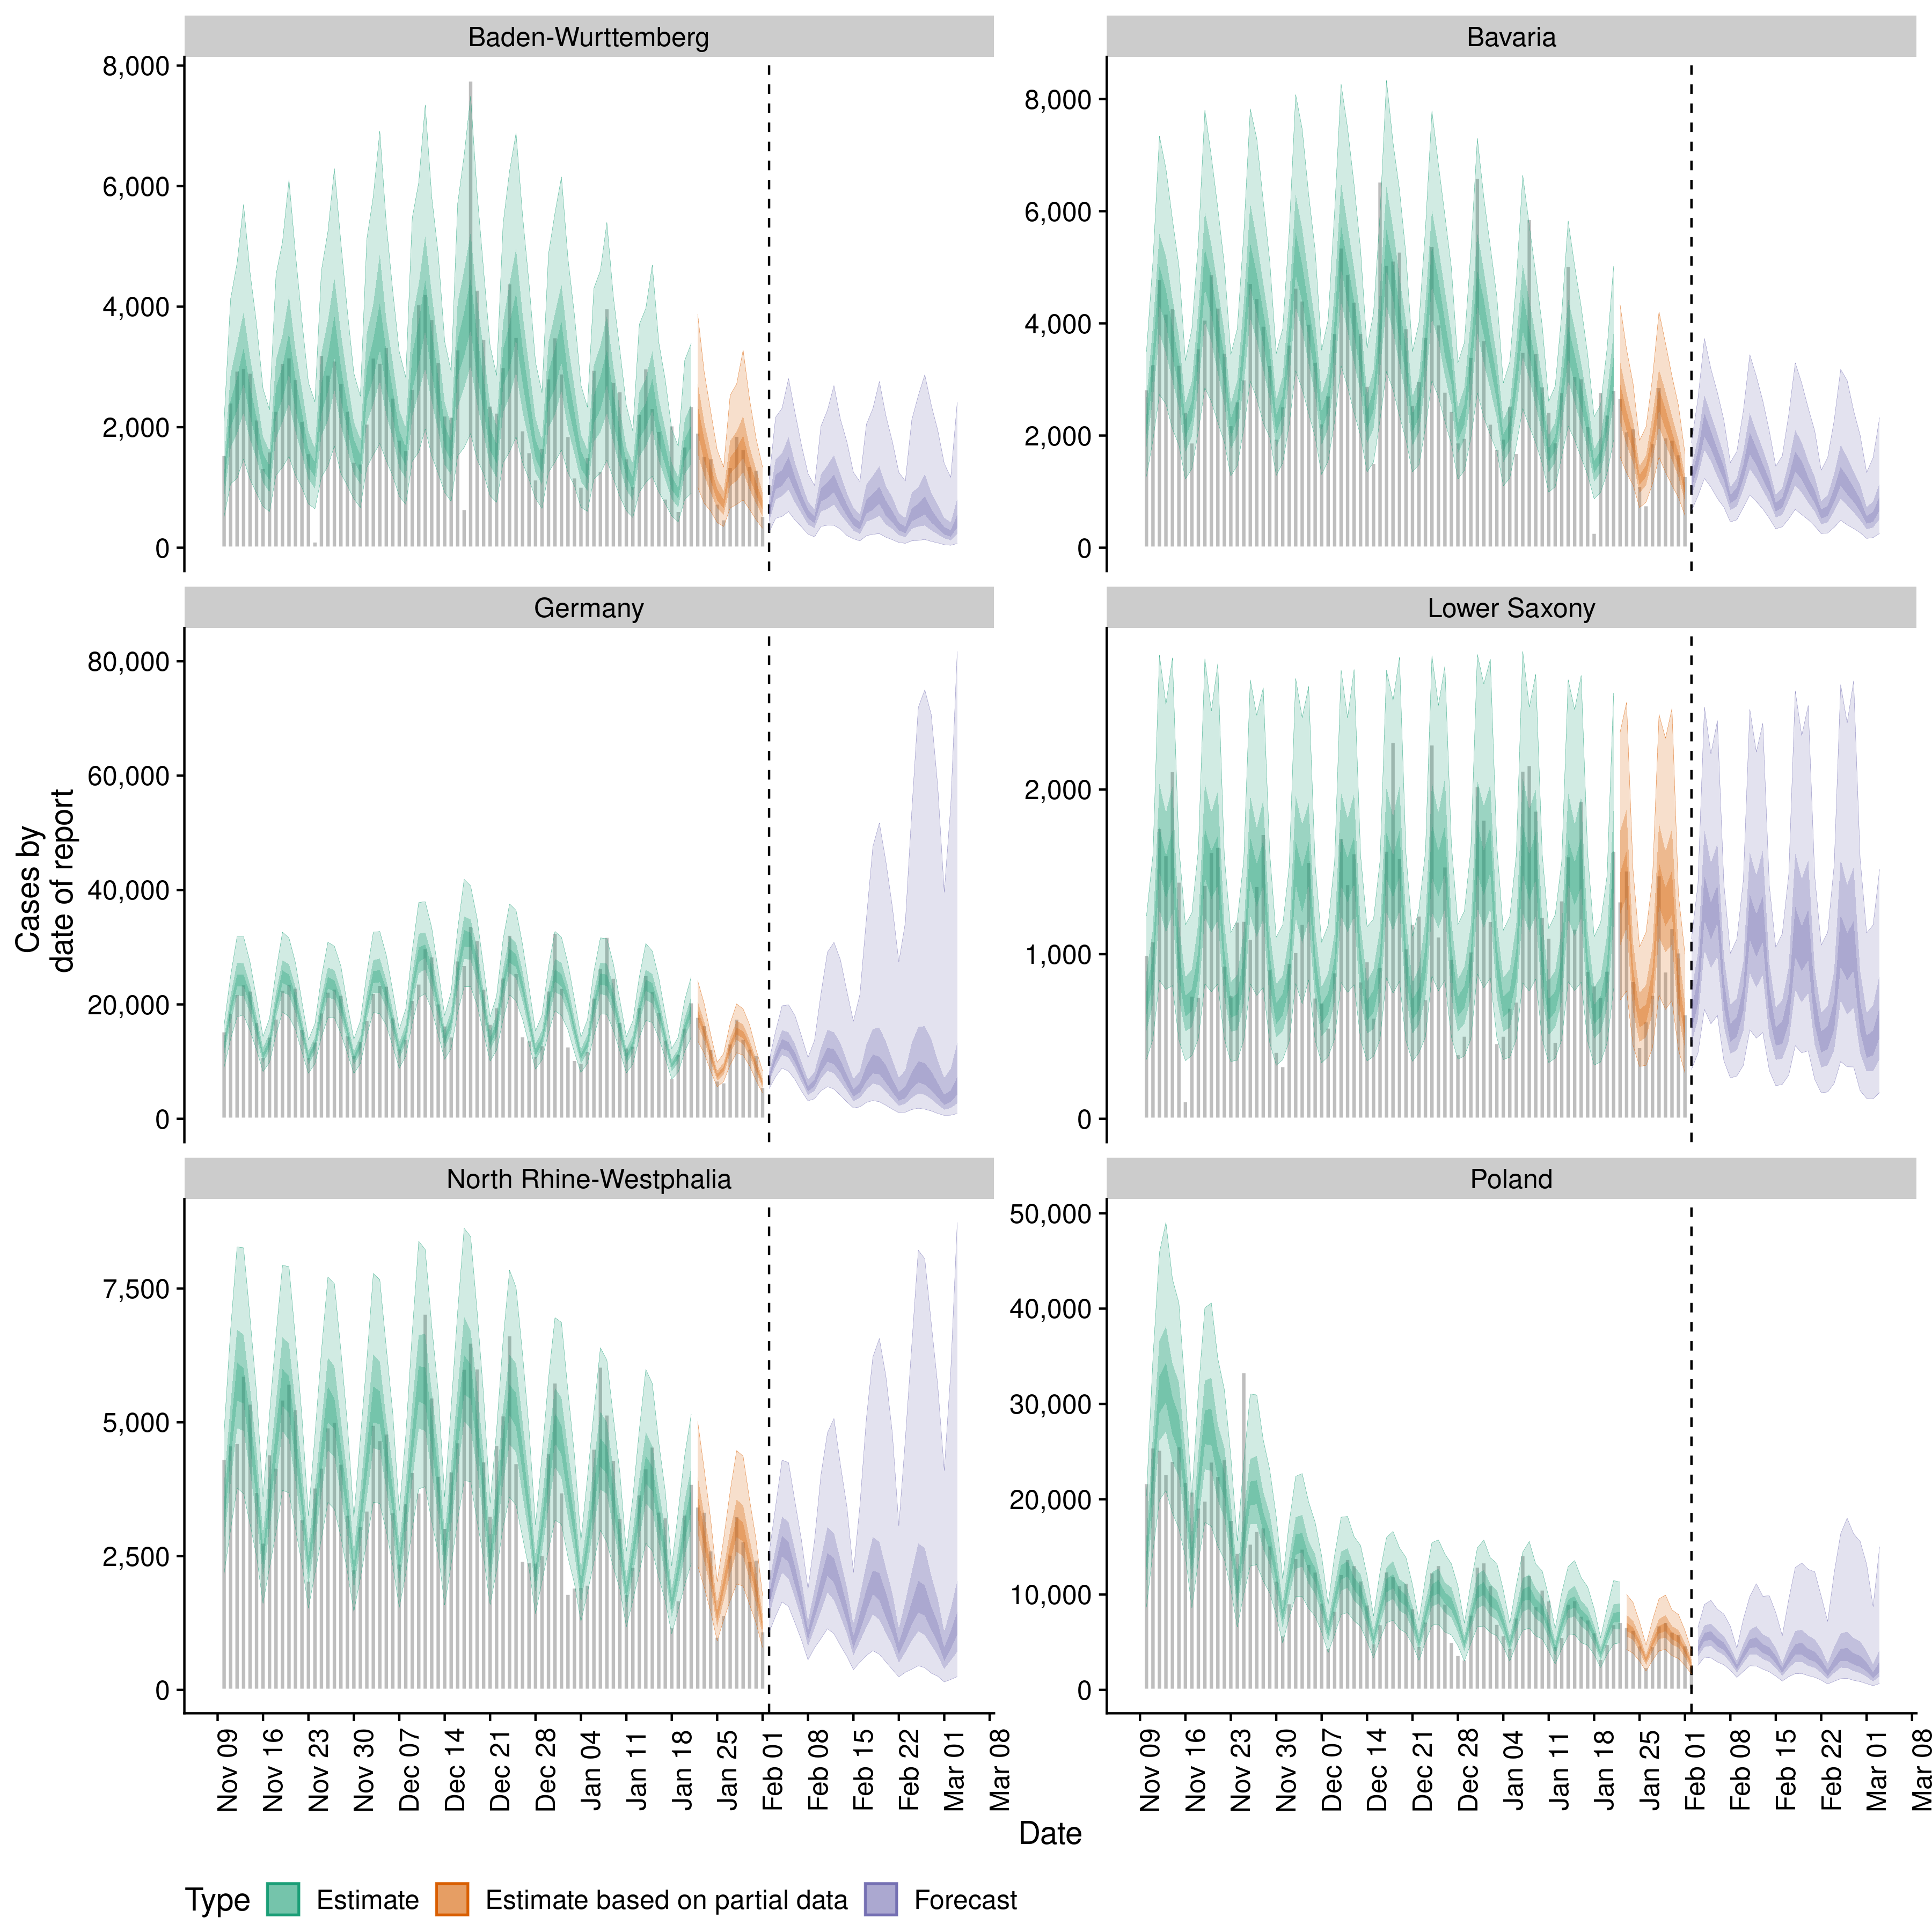 Baden-Wurttemberg
Bavaria
8,000
6,000
4,000
2,000
0
8,000
6,000
4,000
2,000
0
Germany
Lower Saxony
80,000
60,000
40,000
20,000
0
2,000
1,000
0
Cases by
date of report
North Rhine-Westphalia
Poland
7,500
5,000
2,500
0
50,000
40,000
30,000
20,000
10,000
0
Nov 09
Nov 16
Nov 23
Nov 30
Dec 07
Dec 14
Dec 21
Dec 28
Jan 04
Jan 11
Jan 18
Jan 25
Feb 01
Feb 08
Feb 15
Feb 22
Mar 01
Mar 08
Nov 09
Nov 16
Nov 23
Nov 30
Dec 07
Dec 14
Dec 21
Dec 28
Jan 04
Jan 11
Jan 18
Jan 25
Feb 01
Feb 08
Feb 15
Feb 22
Mar 01
Mar 08
Date
Type Estimate Estimate based on partial data Forecast